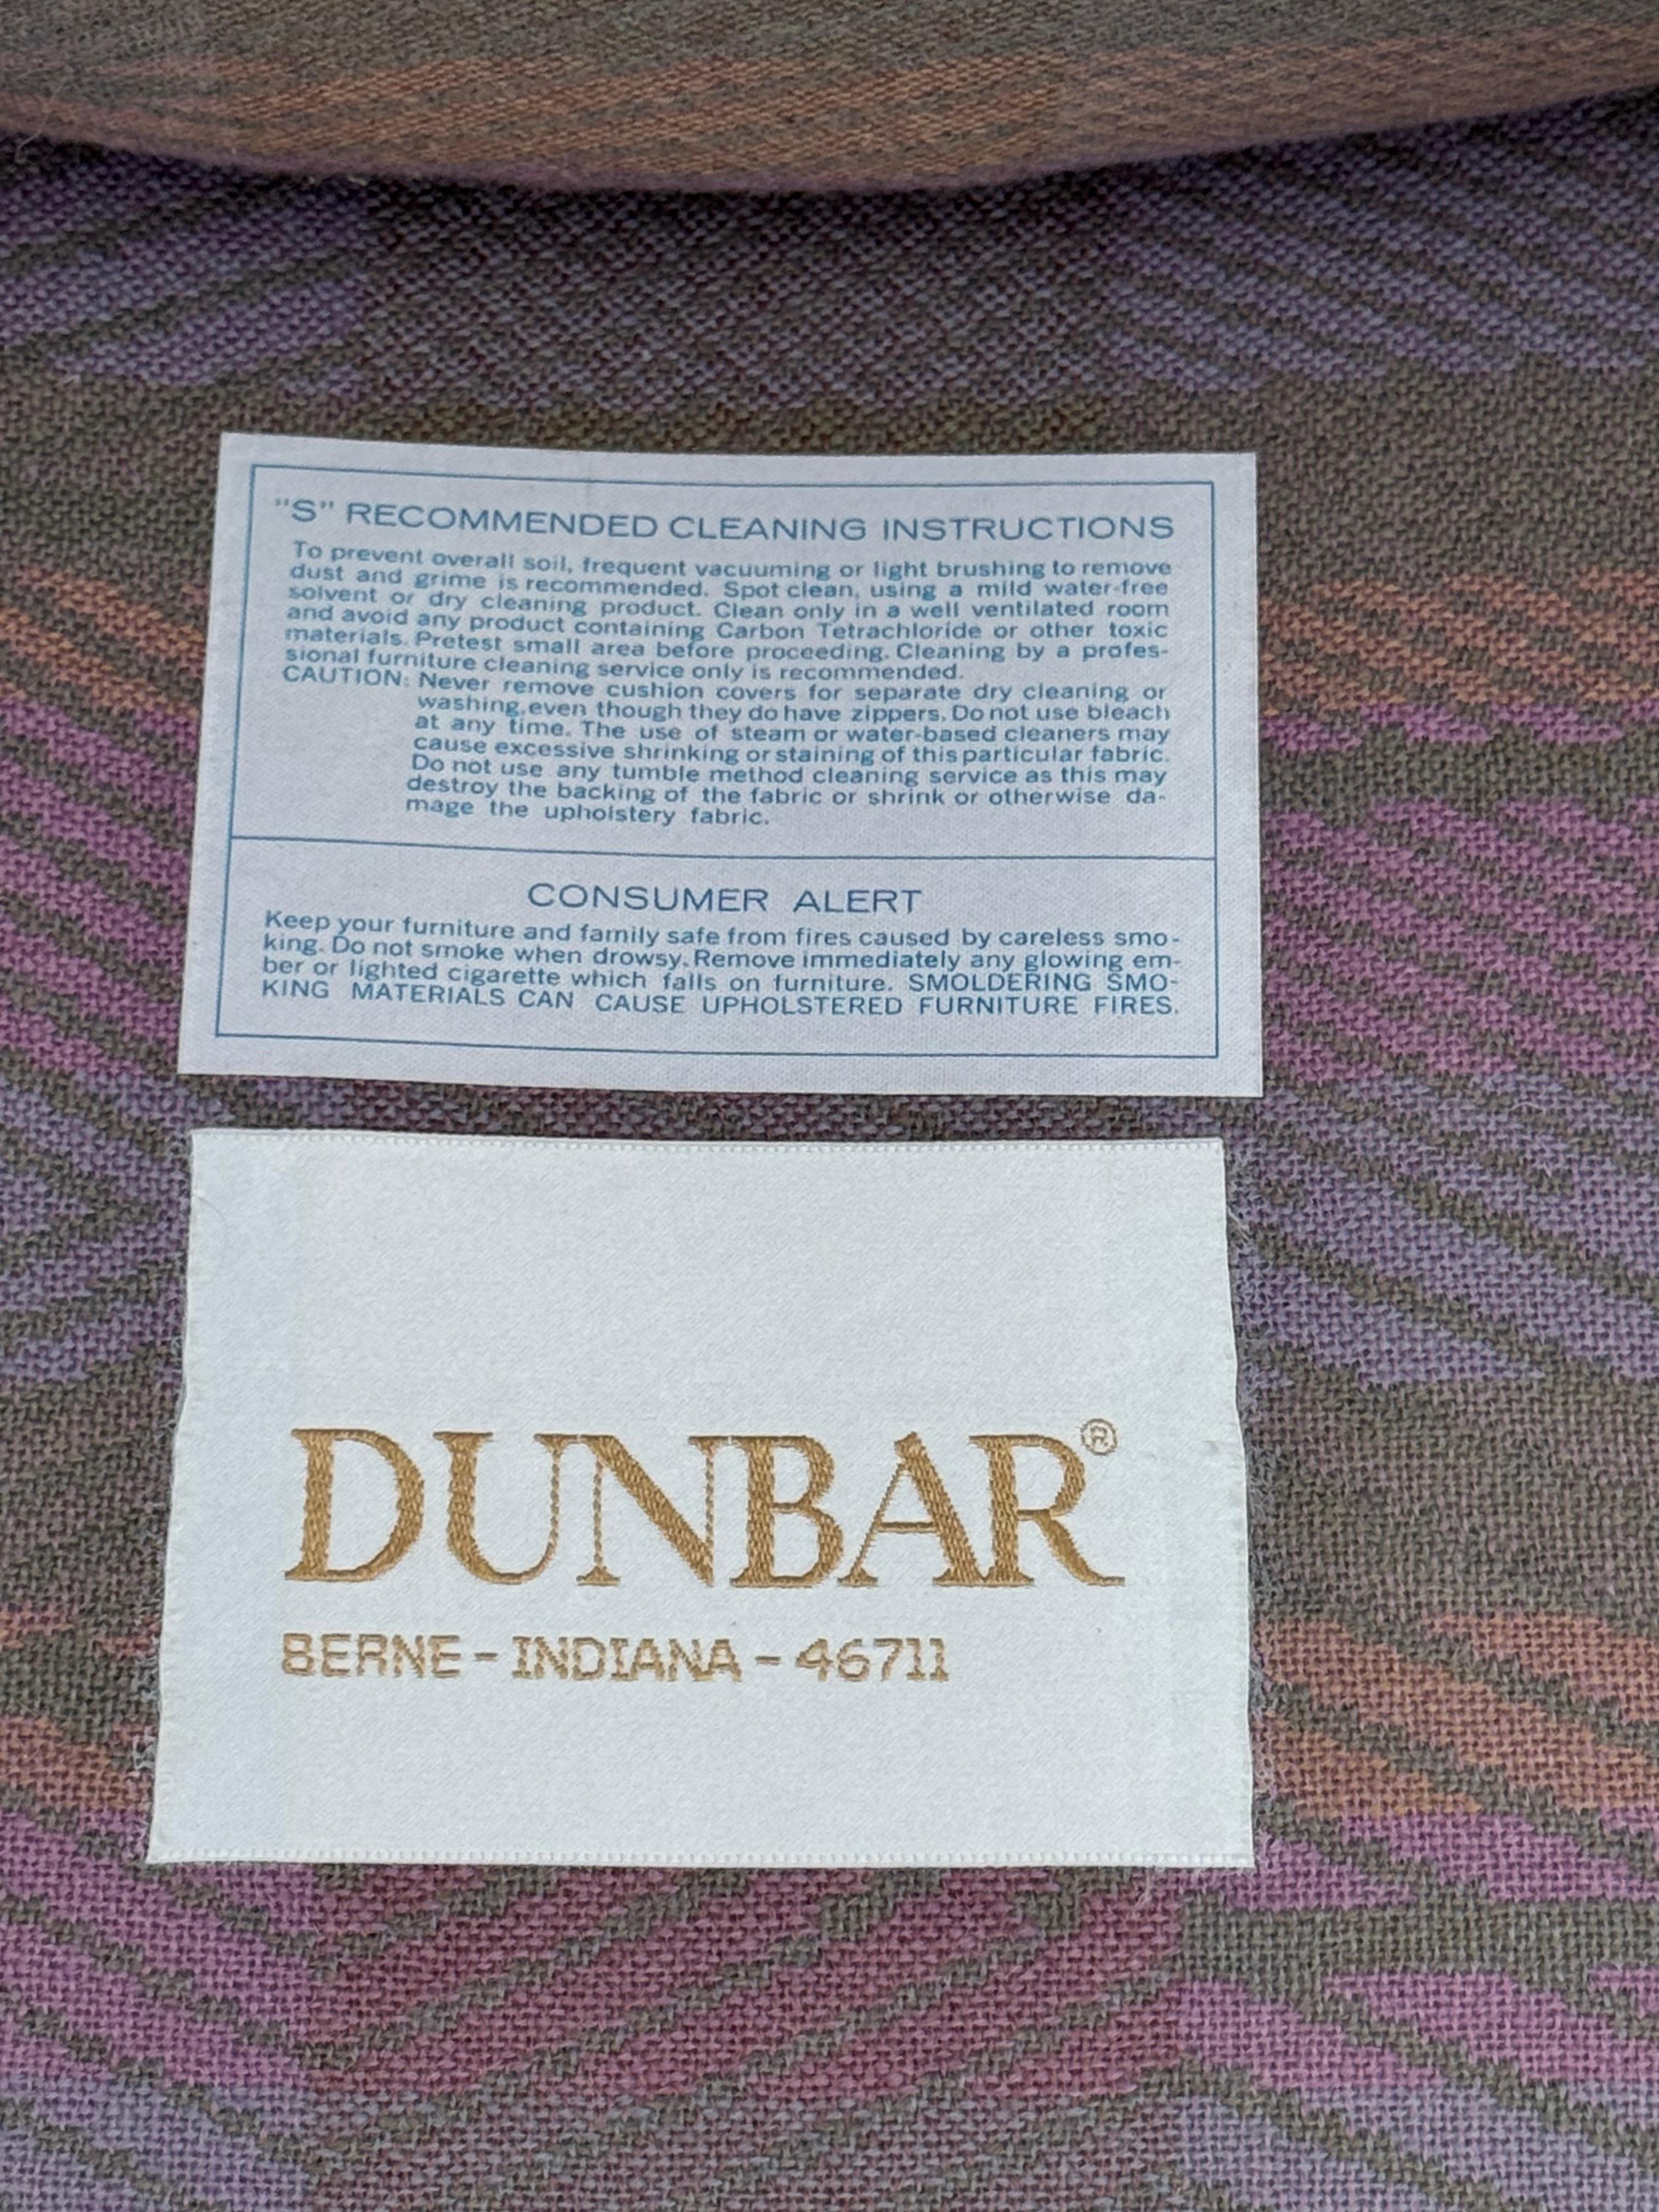 "S" RECOMMENDED CLEANING INSTRUCTIONS
To prevent overall soil, frequent vacuuming or light brushing to remove
dust and grime is recommended. Spot clean, using a mild water-free
solvent or dry cleaning product. Clean only in a well ventilated room
and avoid any product containing Carbon Tetrachloride or other toxic
materials. Pretest small area before proceeding. Cleaning by a profes-
sional furniture cleaning service only is recommended.
CAUTION: Never remove cushion covers for separate dry cleaning or
washing, even though they do have zippers. Do not use bleach
at any time. The use of steam or water-based cleaners may
cause excessive shrinking or staining of this particular fabric.
Do not use any tumble method cleaning service as this may
destroy the backing of the fabric or shrink or otherwise da-
mage the upholstery fabric.
CONSUMER ALERT
Keep your furniture and family safe from fires caused by careless smo-
king. Do not smoke when drowsy. Remove immediately any glowing em-
ber or lighted cigarette which falls on furniture. SMOLDERING SMO-
KING MATERIALS CAN CAUSE UPHOLSTERED FURNITURE FIRES.
DUNBAR®
BERNE - INDIANA - 46711